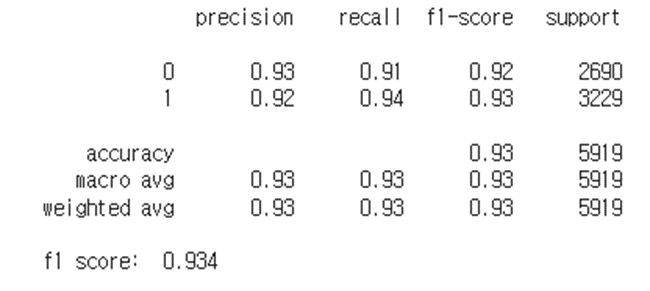 precision recall f1-score support
0 0.93 0.91 0.92 2690
1 0.92 0.94 0.93 3229
accuracy 0.93 5919
macro avg 0.93 0.93 0.93 5919
weighted avg 0.93 0.93 0.93 5919
f1 score: 0.934